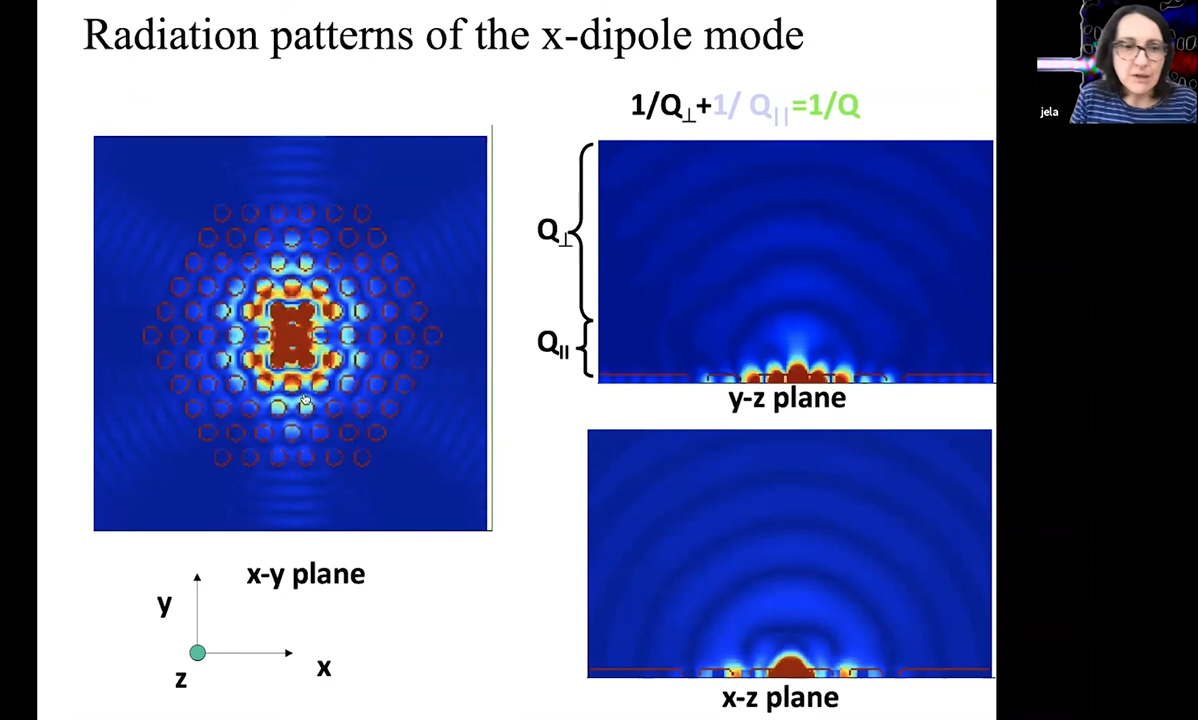 Radiation patterns of the x-dipole mode
jela
1/Q⊥+1/ Q||=1/Q
Q⊥
Q||
y-z plane
x-y plane
y
x
z
x-z plane